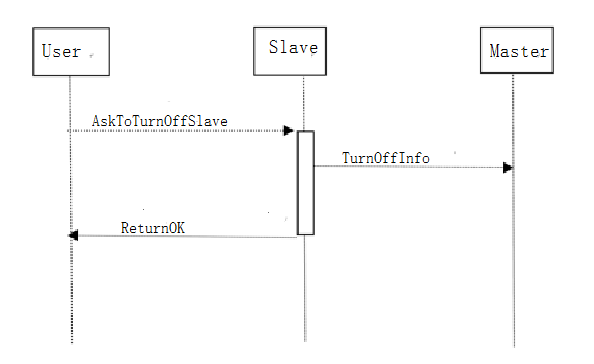 User
Slave
Master
AskToTurnOffSlave
TurnOffInfo
ReturnOK